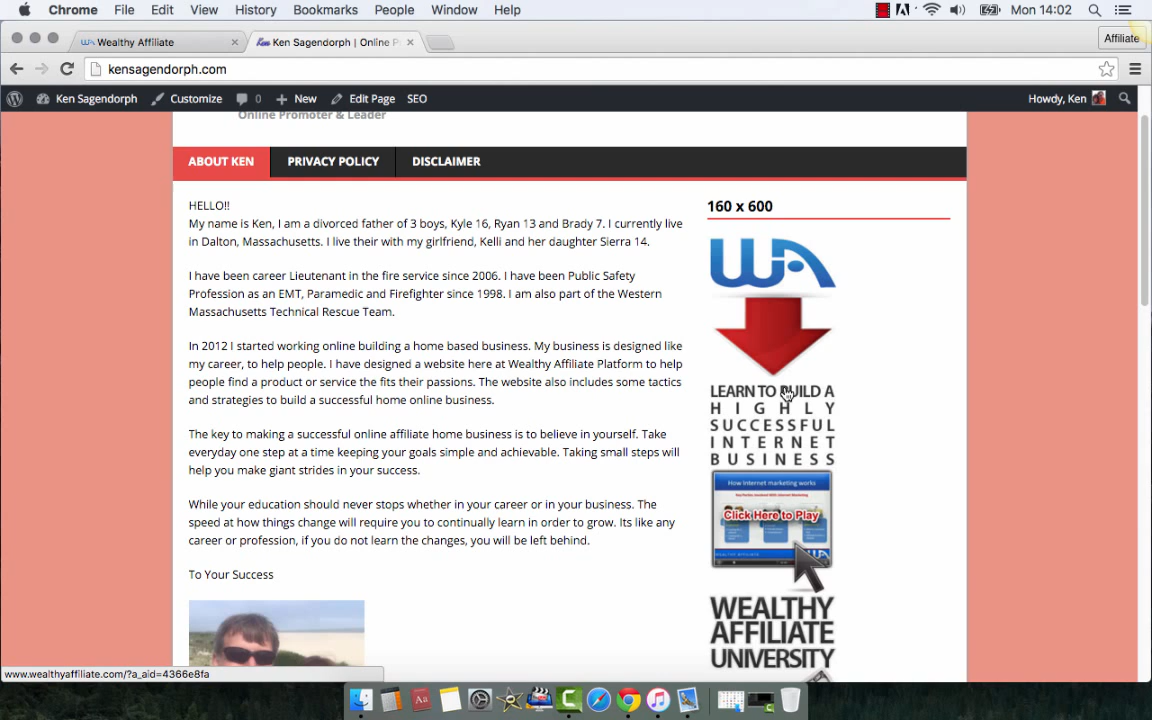 Chrome File Edit View History Bookmarks People Window Help Mon 14:02
Wealthy Affiliate Ken Sagendorph | Online P Affiliate
kensagendorph.com
Ken Sagendorph Customize 0 New Edit Page SEO Howdy, Ken
Online Promoter & Leader
ABOUT KEN PRIVACY POLICY DISCLAIMER
HELLO!!
My name is Ken, I am a divorced father of 3 boys, Kyle 16, Ryan 13 and Brady 7. I currently live
in Dalton, Massachusetts. I live their with my girlfriend, Kelli and her daughter Sierra 14.
I have been career Lieutenant in the fire service since 2006. I have been Public Safety
Profession as an EMT, Paramedic and Firefighter since 1998. I am also part of the Western
Massachusetts Technical Rescue Team.
In 2012 I started working online building a home based business. My business is designed like
my career, to help people. I have designed a website here at Wealthy Affiliate Platform to help
people find a product or service the fits their passions. The website also includes some tactics
and strategies to build a successful home online business.
The key to making a successful online affiliate home business is to believe in yourself. Take
everyday one step at a time keeping your goals simple and achievable. Taking small steps will
help you make giant strides in your success.
While your education should never stops whether in your career or in your business. The
speed at how things change will require you to continually learn in order to grow. Its like any
career or profession, if you do not learn the changes, you will be left behind.
To Your Success
160 x 600
WA
LEARN TO BUILD A
HIGHLY
SUCCESSFUL
INTERNET
BUSINESS
How Internet marketing works
Click Here to Play
WEALTHY AFFILIATE
WA
WEALTHY
AFFILIATE
UNIVERSITY
www.wealthyaffiliate.com/?a_aid=4366e8fa